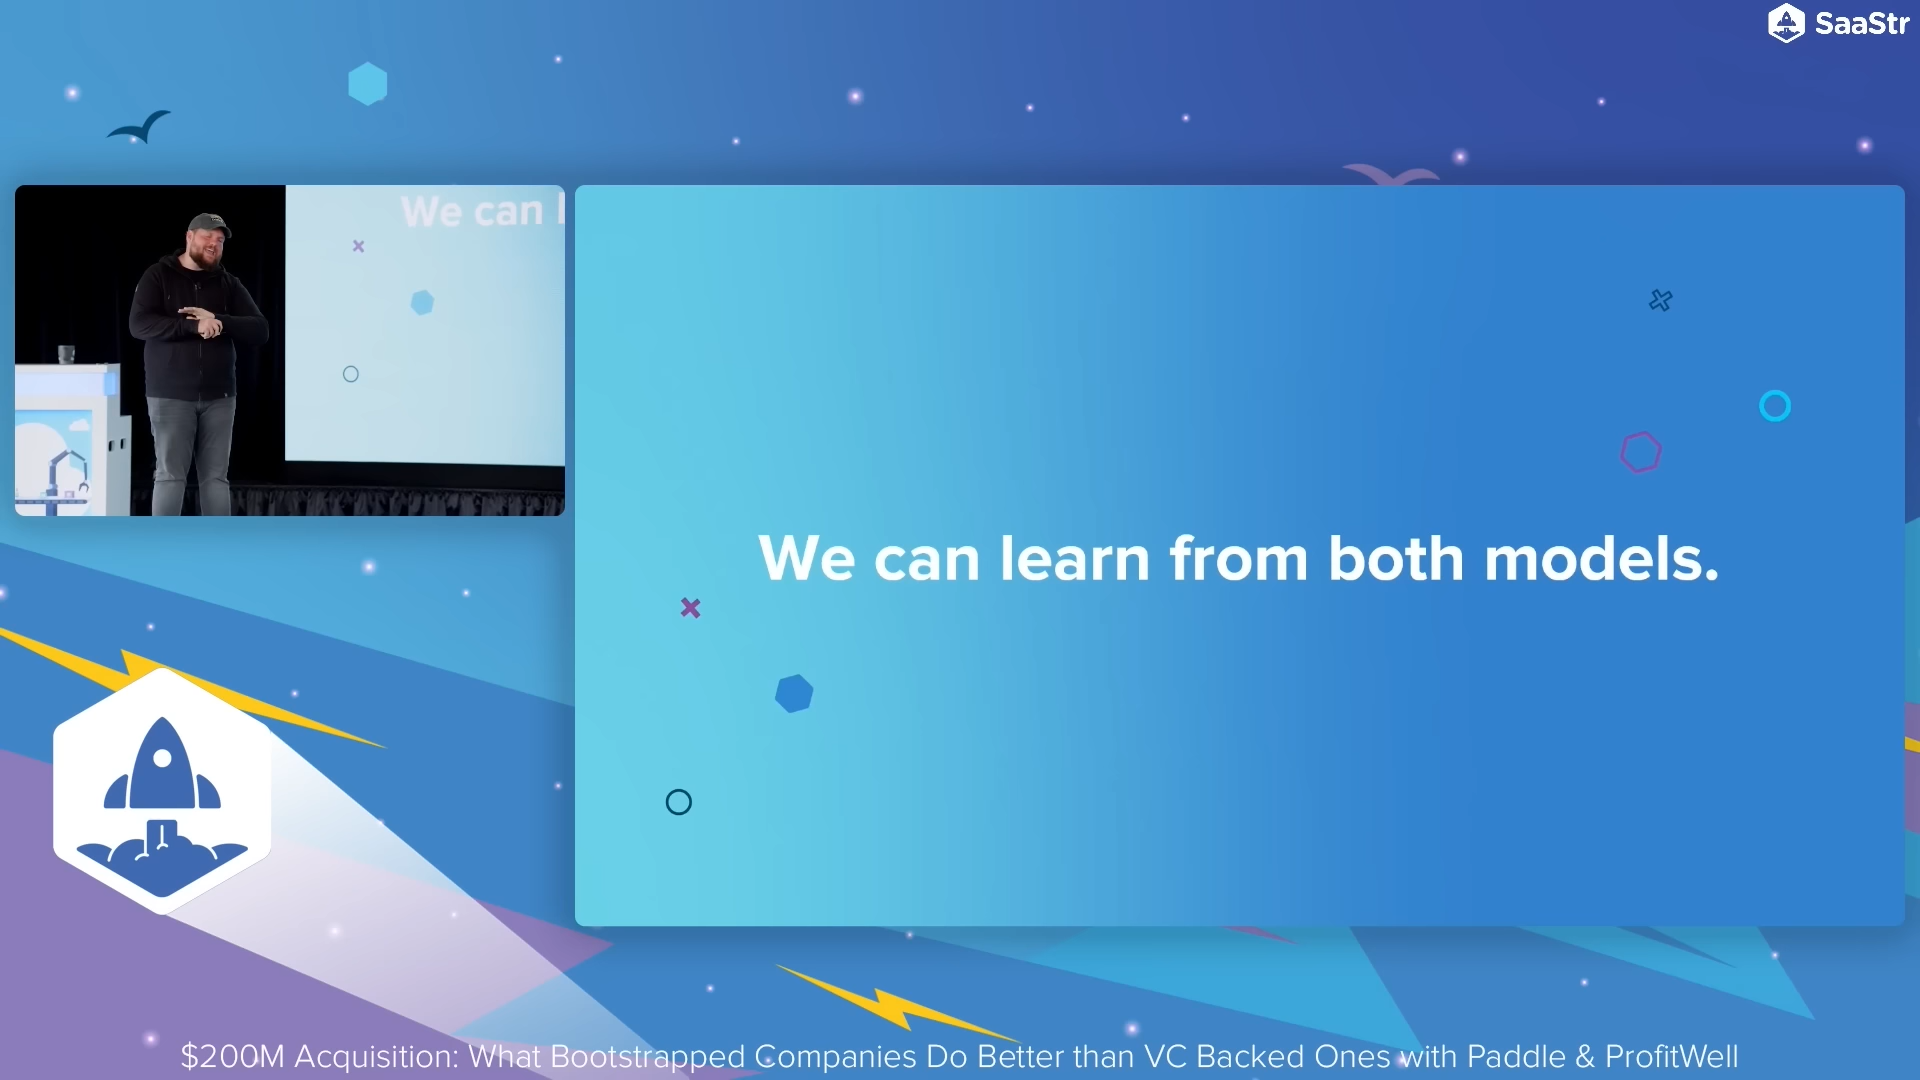 SaaStr
We can l
We can learn from both models.
$200M Acquisition: What Bootstrapped Companies Do Better than VC Backed Ones with Paddle & ProfitWell